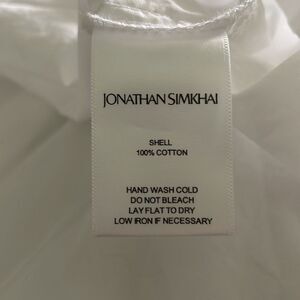 JONATHAN SIMKHAI
SHELL
100% COTTON
HAND WASH COLD
DO NOT BLEACH
LAY FLAT TO DRY
LOW IRON IF NECESSARY